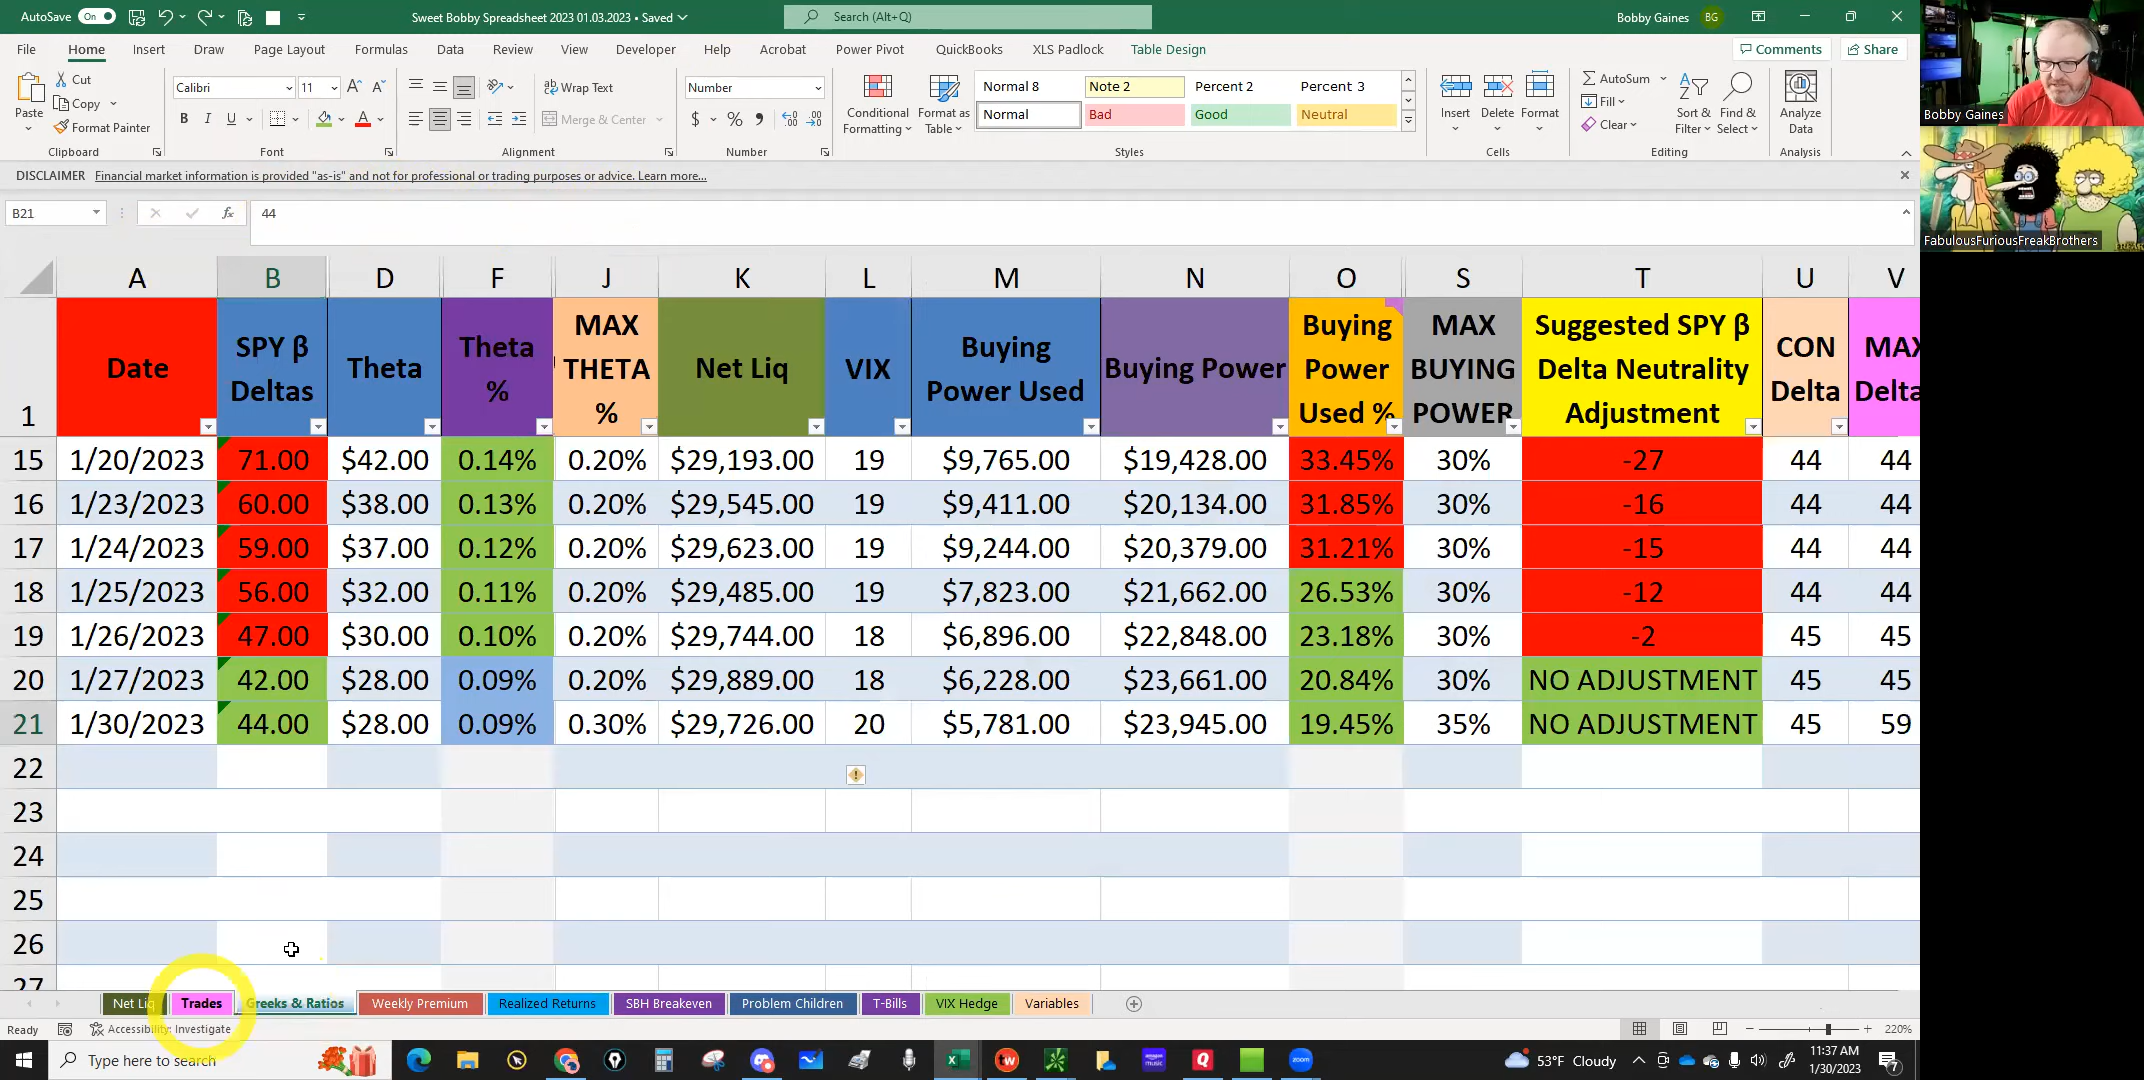 AutoSave On
Sweet Bobby Spreadsheet 2023 01.03.2023 • Saved
Search (Alt+Q)
Bobby Gaines BG
File Home Insert Draw Page Layout Formulas Data Review View Developer Help Acrobat Power Pivot QuickBooks XLS Padlock Table Design
Comments Share
Paste Cut Copy Format Painter
Clipboard
Calibri 11
B I U
Font
Wrap Text
Merge & Center
Alignment
Number
$ % 9
Number
Conditional Formatting
Format as Table
Normal 8 Note 2 Percent 2 Percent 3
Normal Bad Good Neutral
Styles
Insert Delete Format
Cells
AutoSum
Fill
Clear
Sort & Filter
Find & Select
Editing
Analyze Data
Analysis
DISCLAIMER Financial market information is provided "as-is" and not for professional or trading purposes or advice. Learn more...
B21 fx 44
A B D F J K L M N O S T U V
1 Date SPY β Deltas Theta Theta % MAX THETA % Net Liq VIX Buying Power Used Buying Power Buying Power Used % MAX BUYING POWER Suggested SPY β Delta Neutrality Adjustment CON Delta
15 1/20/2023 71.00 $42.00 0.14% 0.20% $29,193.00 19 $9,765.00 $19,428.00 33.45% 30% -27 44 44
16 1/23/2023 60.00 $38.00 0.13% 0.20% $29,545.00 19 $9,411.00 $20,134.00 31.85% 30% -16 44 44
17 1/24/2023 59.00 $37.00 0.12% 0.20% $29,623.00 19 $9,244.00 $20,379.00 31.21% 30% -15 44 44
18 1/25/2023 56.00 $32.00 0.11% 0.20% $29,485.00 19 $7,823.00 $21,662.00 26.53% 30% -12 44 44
19 1/26/2023 47.00 $30.00 0.10% 0.20% $29,744.00 18 $6,896.00 $22,848.00 23.18% 30% -2 45 45
20 1/27/2023 42.00 $28.00 0.09% 0.20% $29,889.00 18 $6,228.00 $23,661.00 20.84% 30% NO ADJUSTMENT 45 45
21 1/30/2023 44.00 $28.00 0.09% 0.30% $29,726.00 20 $5,781.00 $23,945.00 19.45% 35% NO ADJUSTMENT 45 59
22
23
24
25
26
27
Net Liq Trades Greeks & Ratios Weekly Premium Realized Returns SBH Breakeven Problem Children T-Bills VIX Hedge Variables
Ready Accessibility: Investigate 220%
Type here to search
tw
Q
zoom
53°F Cloudy
11:37 AM
1/30/2023
7
Bobby Gaines
FabulousFuriousFreakBrothers